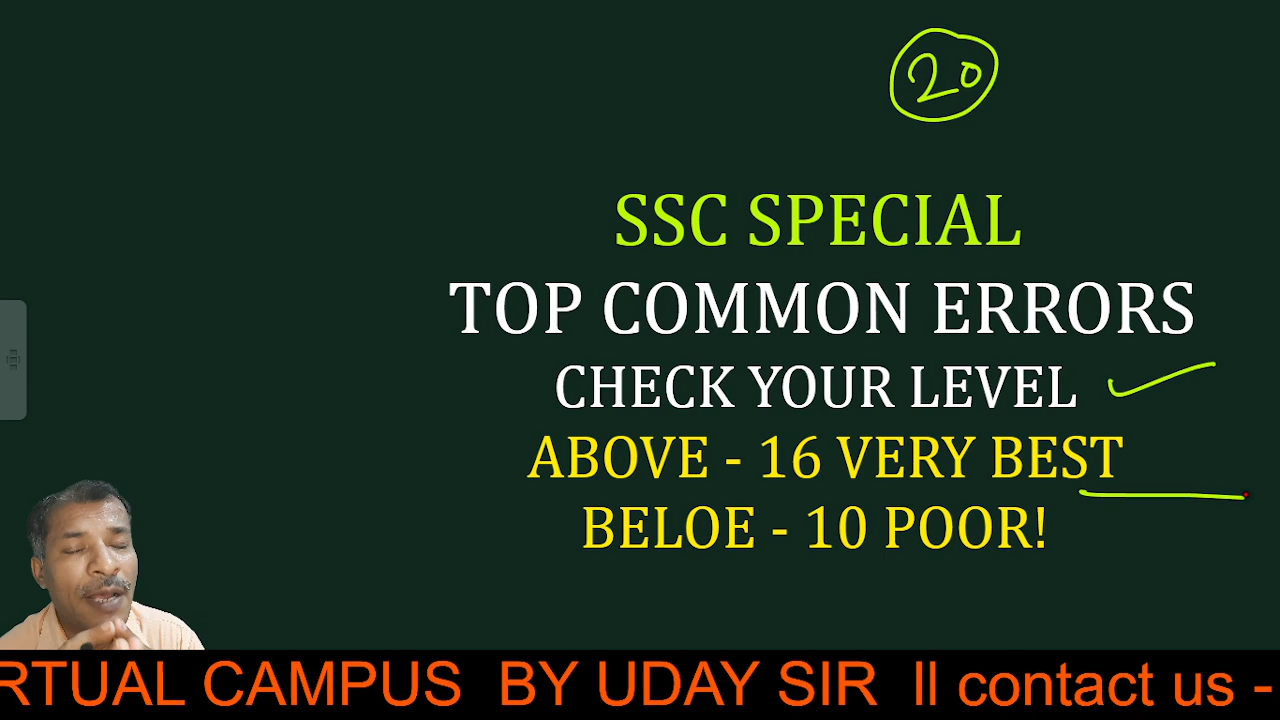 20
SSC SPECIAL
TOP COMMON ERRORS
CHECK YOUR LEVEL
ABOVE - 16 VERY BEST
BELOE - 10 POOR!
RTUAL CAMPUS BY UDAY SIR ll contact us -